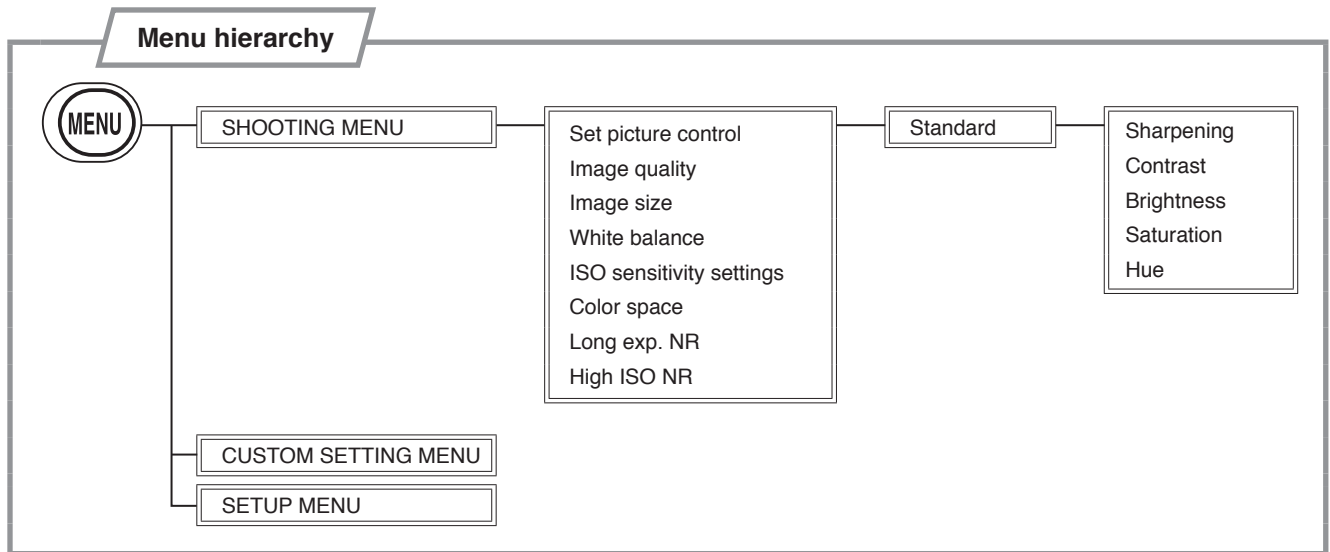 Menu hierarchy
MENU
SHOOTING MENU
Set picture control
Image quality
Image size
White balance
ISO sensitivity settings
Color space
Long exp. NR
High ISO NR
Standard
Sharpening
Contrast
Brightness
Saturation
Hue
CUSTOM SETTING MENU
SETUP MENU